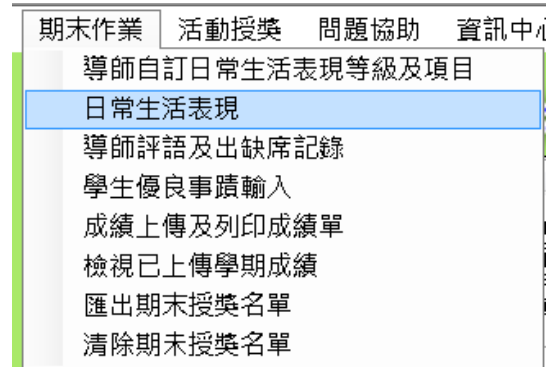 期末作業 活動授獎 問題協助 資訊中心
導師自訂日常生活表現等級及項目
日常生活表現
導師評語及出缺席記錄
學生優良事蹟輸入
成績上傳及列印成績單
檢視已上傳學期成績
匯出期末授獎名單
清除期末授獎名單